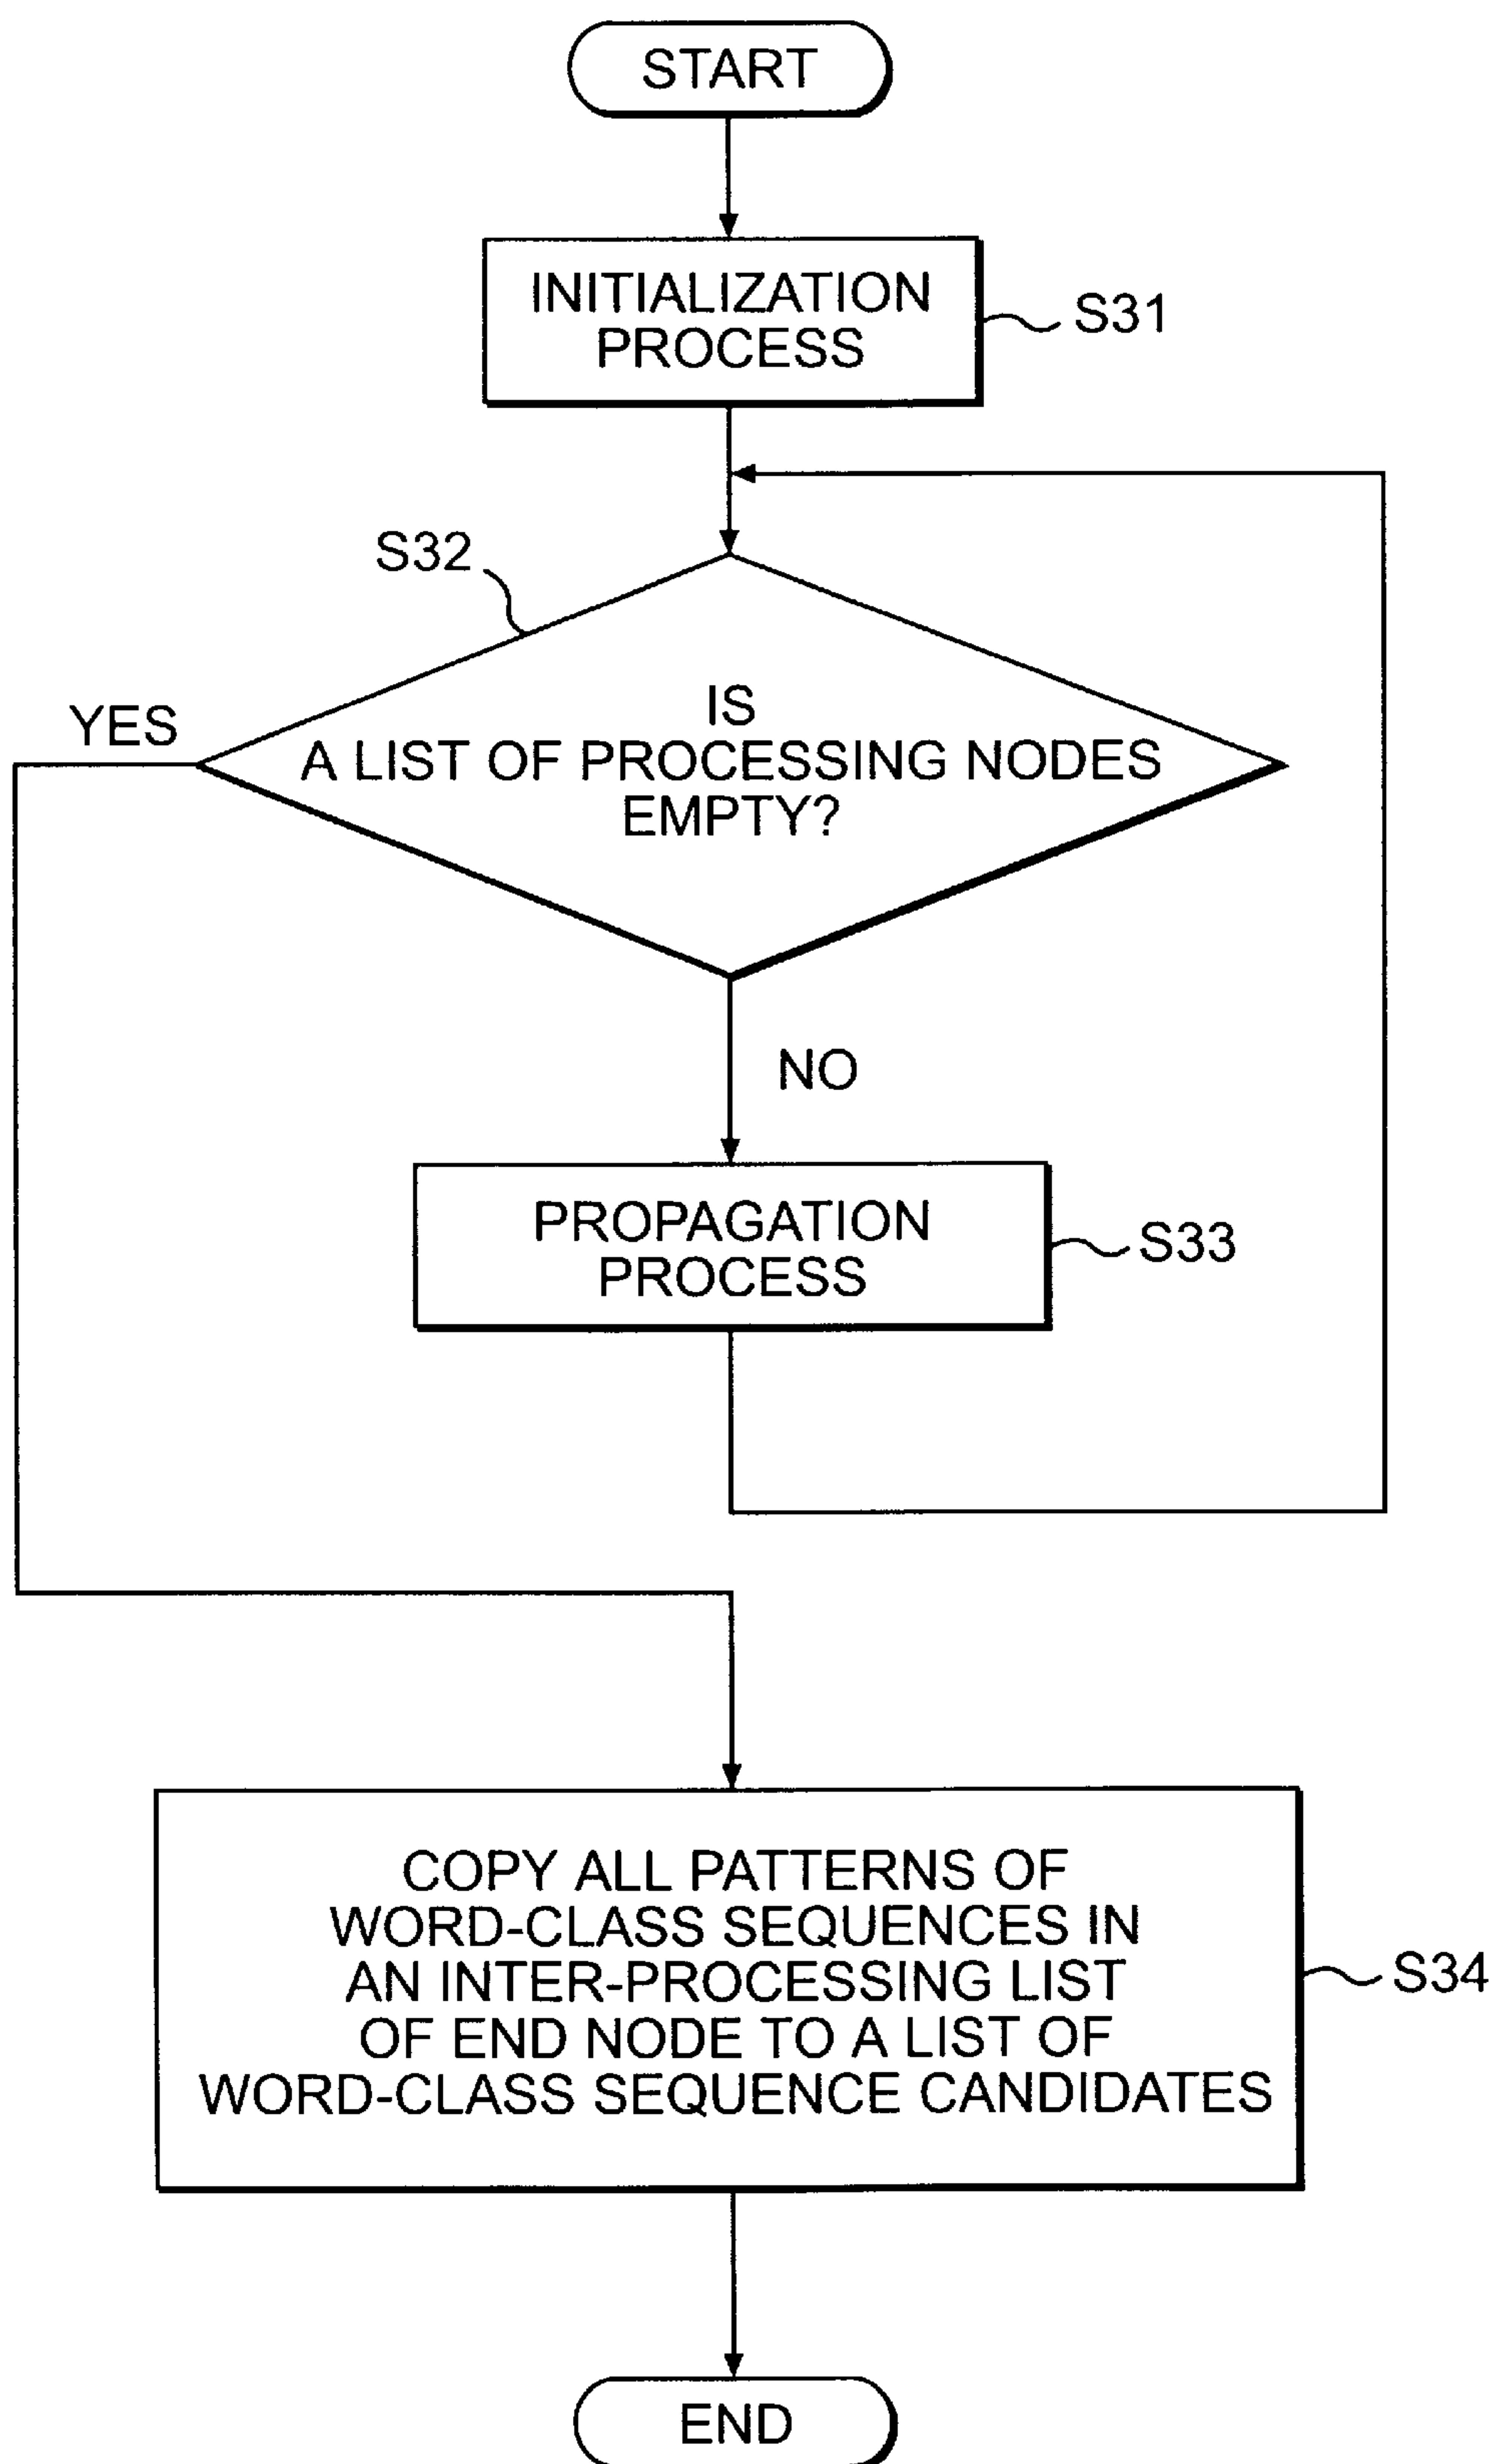 START
INITIALIZATION
PROCESS
S31
S32
YES
IS
A LIST OF PROCESSING NODES
EMPTY?
NO
PROPAGATION
PROCESS
S33
COPY ALL PATTERNS OF
WORD-CLASS SEQUENCES IN
AN INTER-PROCESSING LIST
OF END NODE TO A LIST OF
WORD-CLASS SEQUENCE CANDIDATES
S34
END